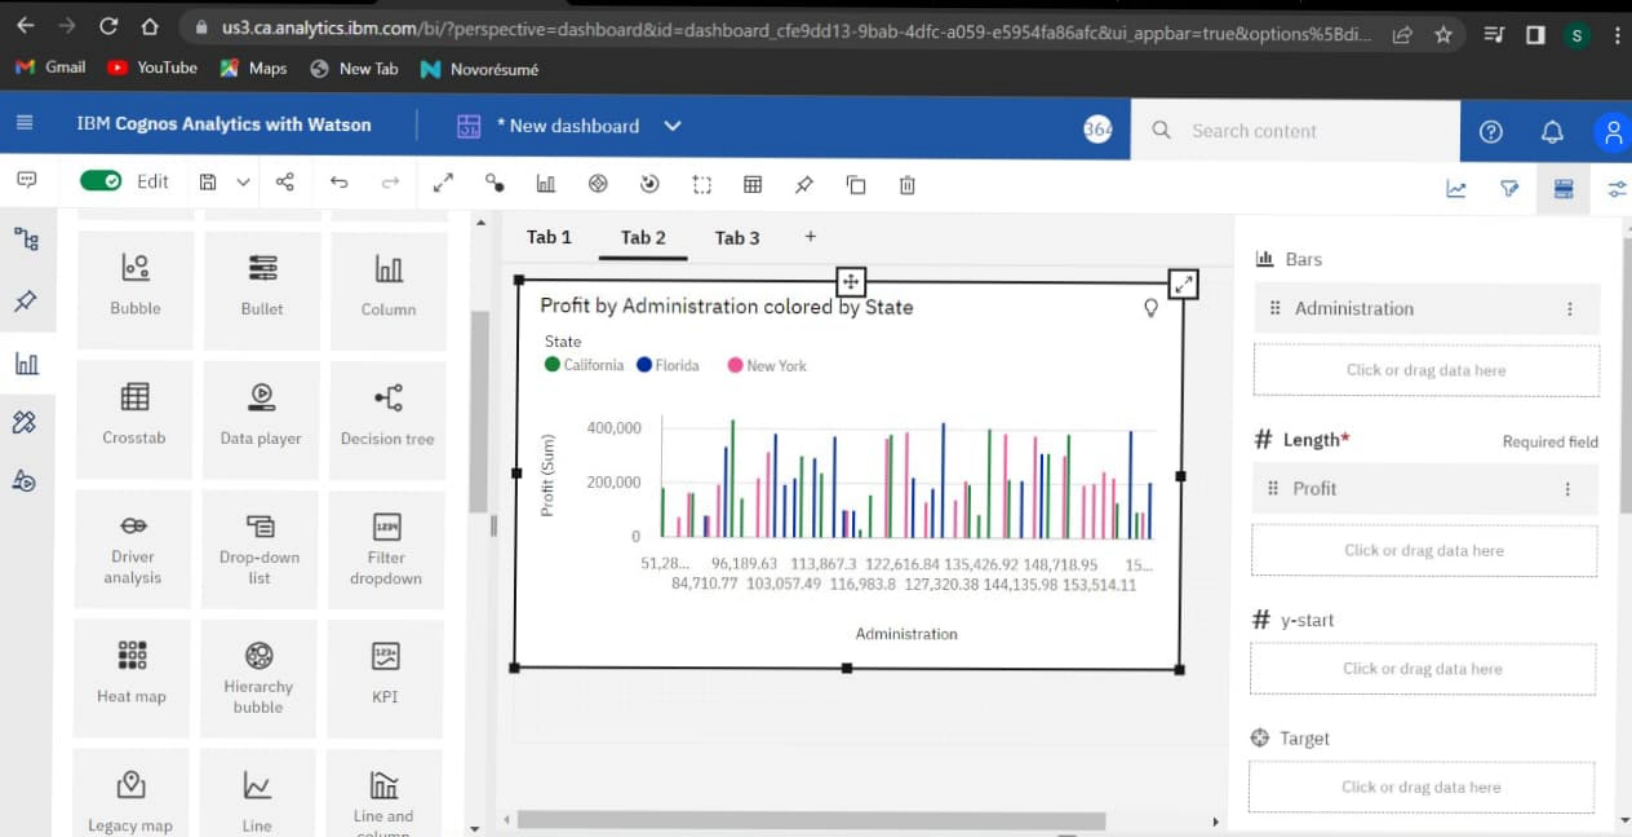 us3.ca.analytics.ibm.com/bi/?perspective=dashboard&id=dashboard_cfe9dd13-9bab-4dfc-a059-e5954fa86afc&ui_appbar=true&options%5Bdi...
S
Gmail YouTube Maps New Tab Novorésumé
IBM Cognos Analytics with Watson * New dashboard 364 Search content
Edit
Tab 1 Tab 2 Tab 3 +
Bubble Bullet Column
Crosstab Data player Decision tree
Driver analysis
Drop-down list
Filter dropdown
Heat map
Hierarchy bubble
KPI
Legacy map Line Line and
Profit by Administration colored by State
State
California Florida New York
Profit (Sum)
400,000
200,000
0
51,28... 96,189.63 113,867.3 122,616.84 135,426.92 148,718.95 15...
84,710.77 103,057.49 116,983.8 127,320.38 144,135.98 153,514.11
Administration
Bars
Administration
Click or drag data here
# Length* Required field
Profit
Click or drag data here
# y-start
Click or drag data here
Target
Click or drag data here